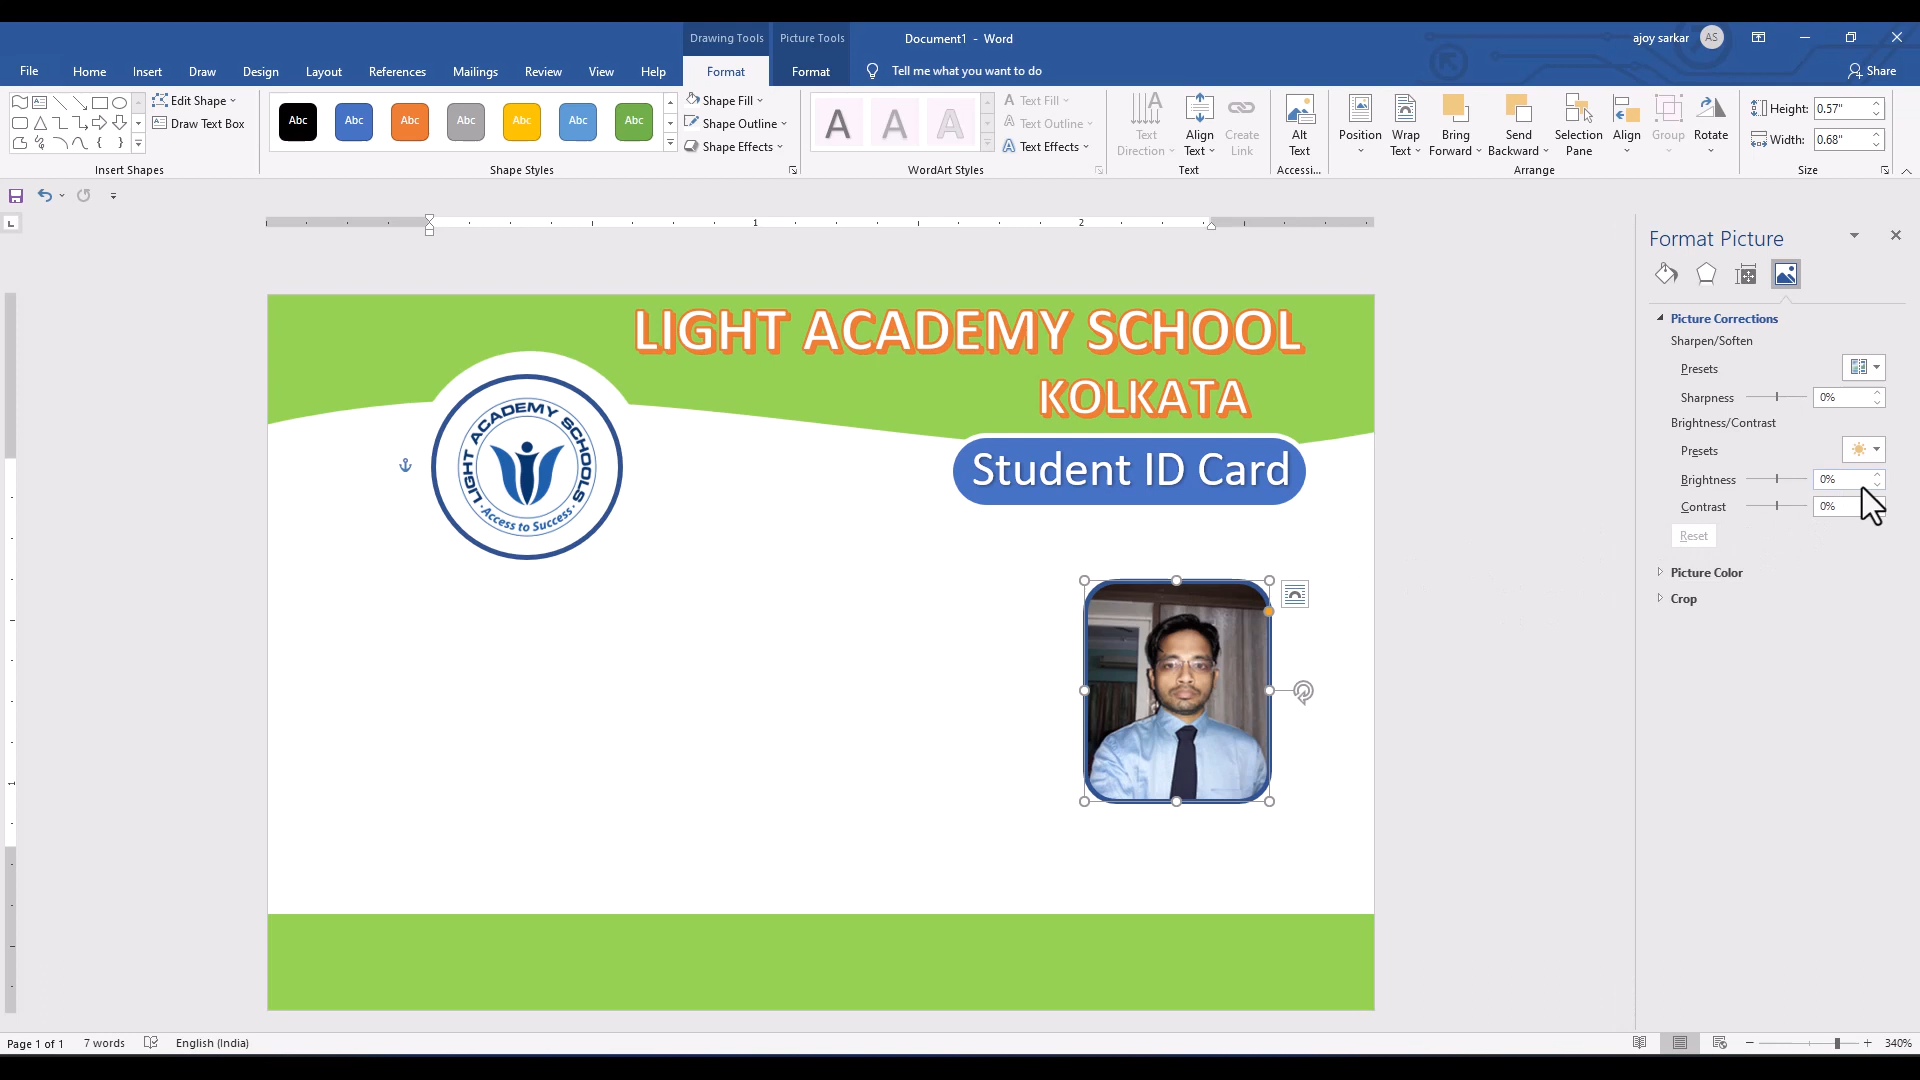 Drawing Tools
Picture Tools
Document1 - Word
ajoy sarkar
AS
File
Home
Insert
Draw
Design
Layout
References
Mailings
Review
View
Help
Format
Format
Tell me what you want to do
Share
Edit Shape
Draw Text Box
Insert Shapes
Abc
Abc
Abc
Abc
Abc
Abc
Abc
Shape Fill
Shape Outline
Shape Effects
Shape Styles
A
A
A
Text Fill
Text Outline
Text Effects
WordArt Styles
Text Direction
Align Text
Create Link
Text
Alt Text
Accessi...
Position
Wrap Text
Bring Forward
Send Backward
Selection Pane
Align
Group
Rotate
Arrange
Height: 0.57"
Width: 0.68"
Size
1
2
LIGHT ACADEMY SCHOOL
KOLKATA
Student ID Card
LIGHT ACADEMY SCHOOLS
Access to Success
1
Format Picture
Picture Corrections
Sharpen/Soften
Presets
Sharpness 0%
Brightness/Contrast
Presets
Brightness 0%
Contrast 0%
Reset
Picture Color
Crop
Page 1 of 1
7 words
English (India)
340%